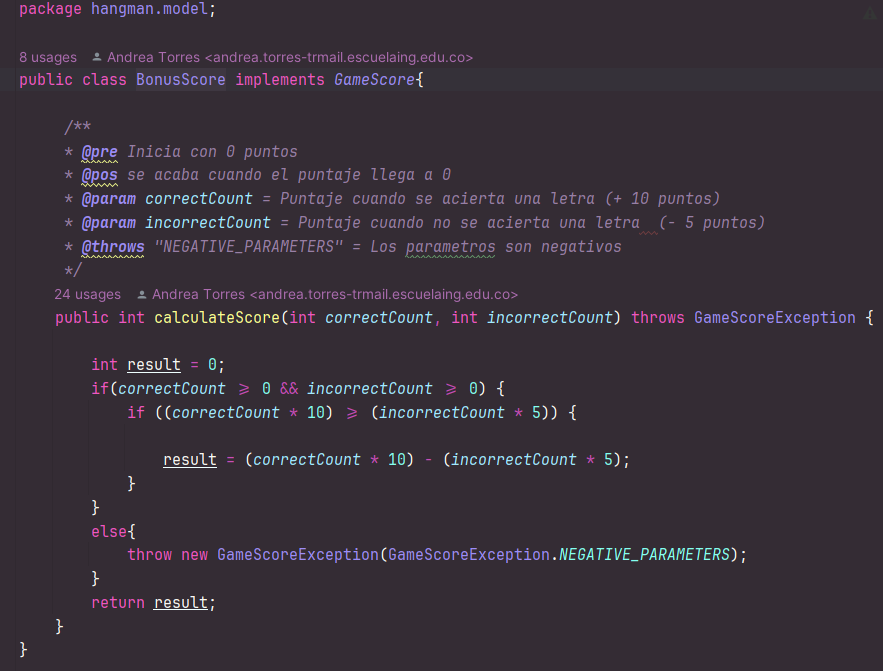 package hangman.model;
8 usages Andrea Torres <andrea.torres-trmail.escuelaing.edu.co>
public class BonusScore implements GameScore{
/**
* @pre Inicia con 0 puntos
* @pos se acaba cuando el puntaje llega a 0
* @param correctCount = Puntaje cuando se acierta una letra (+ 10 puntos)
* @param incorrectCount = Puntaje cuando no se acierta una letra  (- 5 puntos)
* @throws "NEGATIVE_PARAMETERS" = Los parametros son negativos
*/
24 usages Andrea Torres <andrea.torres-trmail.escuelaing.edu.co>
public int calculateScore(int correctCount, int incorrectCount) throws GameScoreException {
int result = 0;
if(correctCount ≥ 0 && incorrectCount ≥ 0) {
if ((correctCount * 10) ≥ (incorrectCount * 5)) {
result = (correctCount * 10) - (incorrectCount * 5);
}
}
else{
throw new GameScoreException(GameScoreException.NEGATIVE_PARAMETERS);
}
return result;
}
}